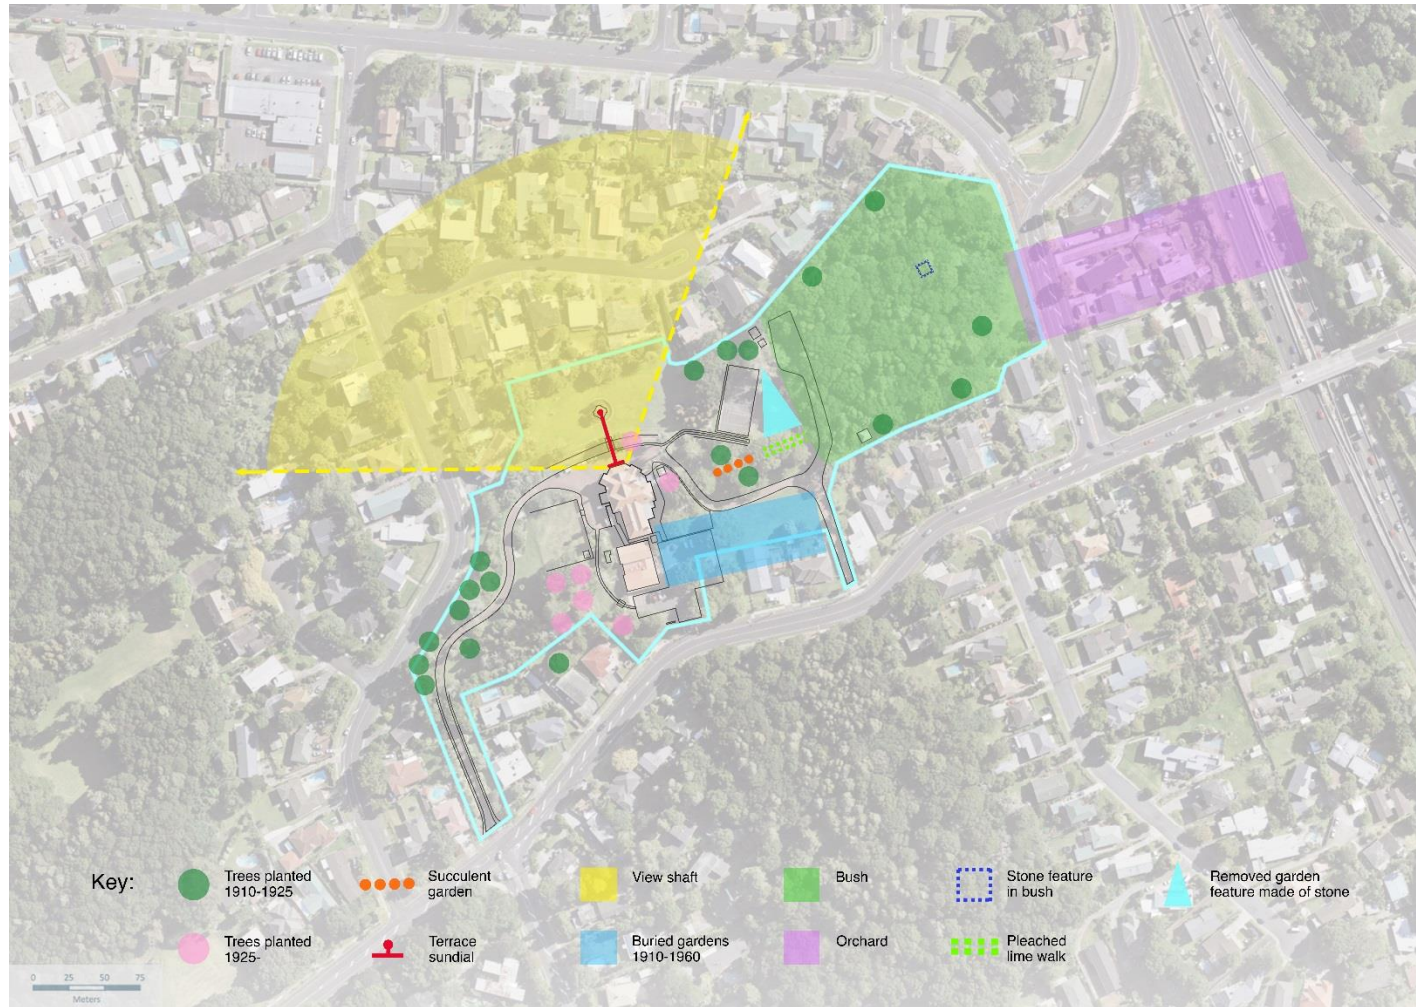 Key:
Trees planted
1910-1925
Succulent
garden
View shaft
Bush
Stone feature
in bush
Removed garden
feature made of stone
Trees planted
1925-
Terrace
sundial
Buried gardens
1910-1960
Orchard
Pleached
lime walk
0 25 50 75
Meters